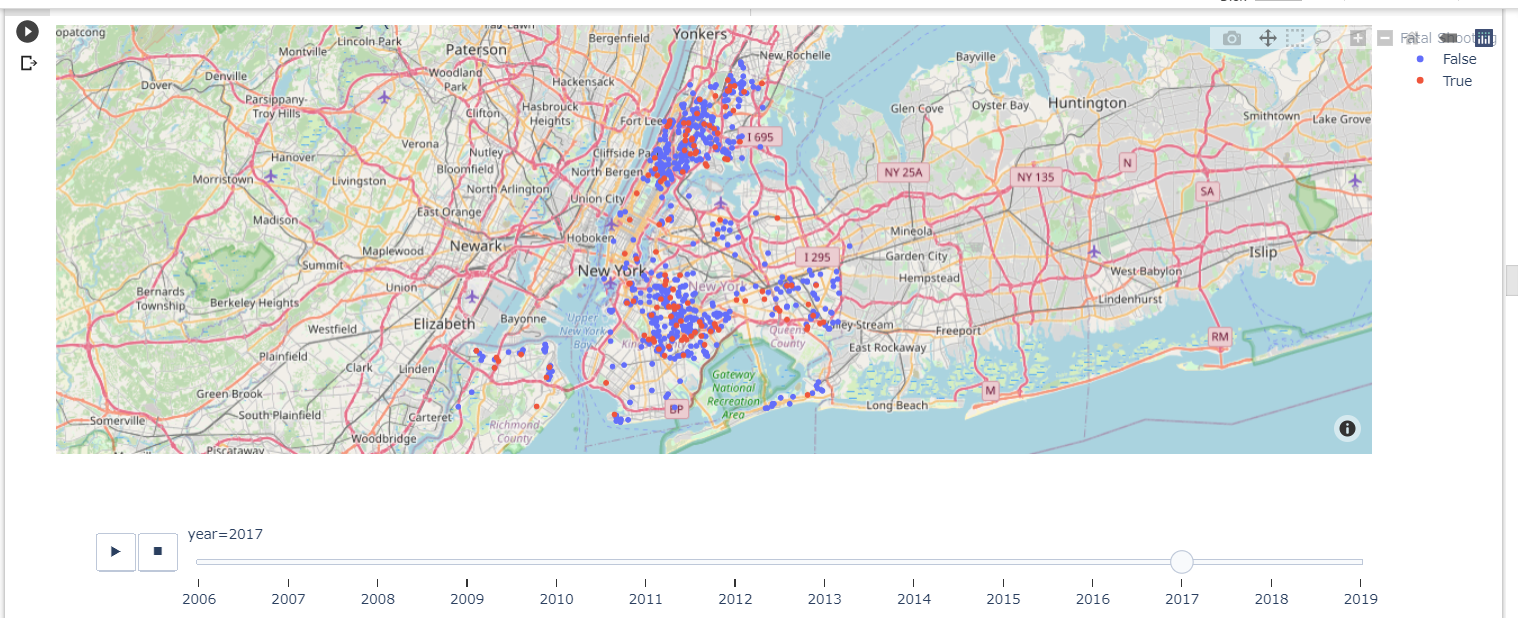 opatcong
Lincoln Park
Paterson
Bergenfield
Yonkers
New Rochelle
Bayville
False
Montville
Denville
Dover
Woodland
Park
Hackensack
True
Parsippany-
Troy Hills
Clifton
Hasbrouck
Heights
Fort Lee
Glen Cove
Oyster Bay
Huntington
Smithtown
Lake Grove
Hanover
Verona
Nutley
Cliffside Pa
I 695
N
Morristown
Livingston
Bloomfield
North Bergen
NY 25A
NY 135
North Arlington
Union City
SA
Madison
East Orange
Newark
Hoboken
Mineola
Maplewood
Summit
I 295
Garden City
Islip
New York
Hempstead
West Babylon
Bernards
Township
Berkeley Heights
Union
New Yor
Lindenhurst
Westfield
Elizabeth
Bayonne
Upper
New York
Bay
Queens
County
lley Stream
Freeport
RM
Plainfield
East Rockaway
Clark
Linden
Gateway
National
Recreation
Area
Green Brook
South Plainfield
Somerville
Carteret
BP
Long Beach
M
Woodbridge
Richmond
County
Piscataway
year=2017
2006 2007 2008 2009 2010 2011 2012 2013 2014 2015 2016 2017 2018 2019